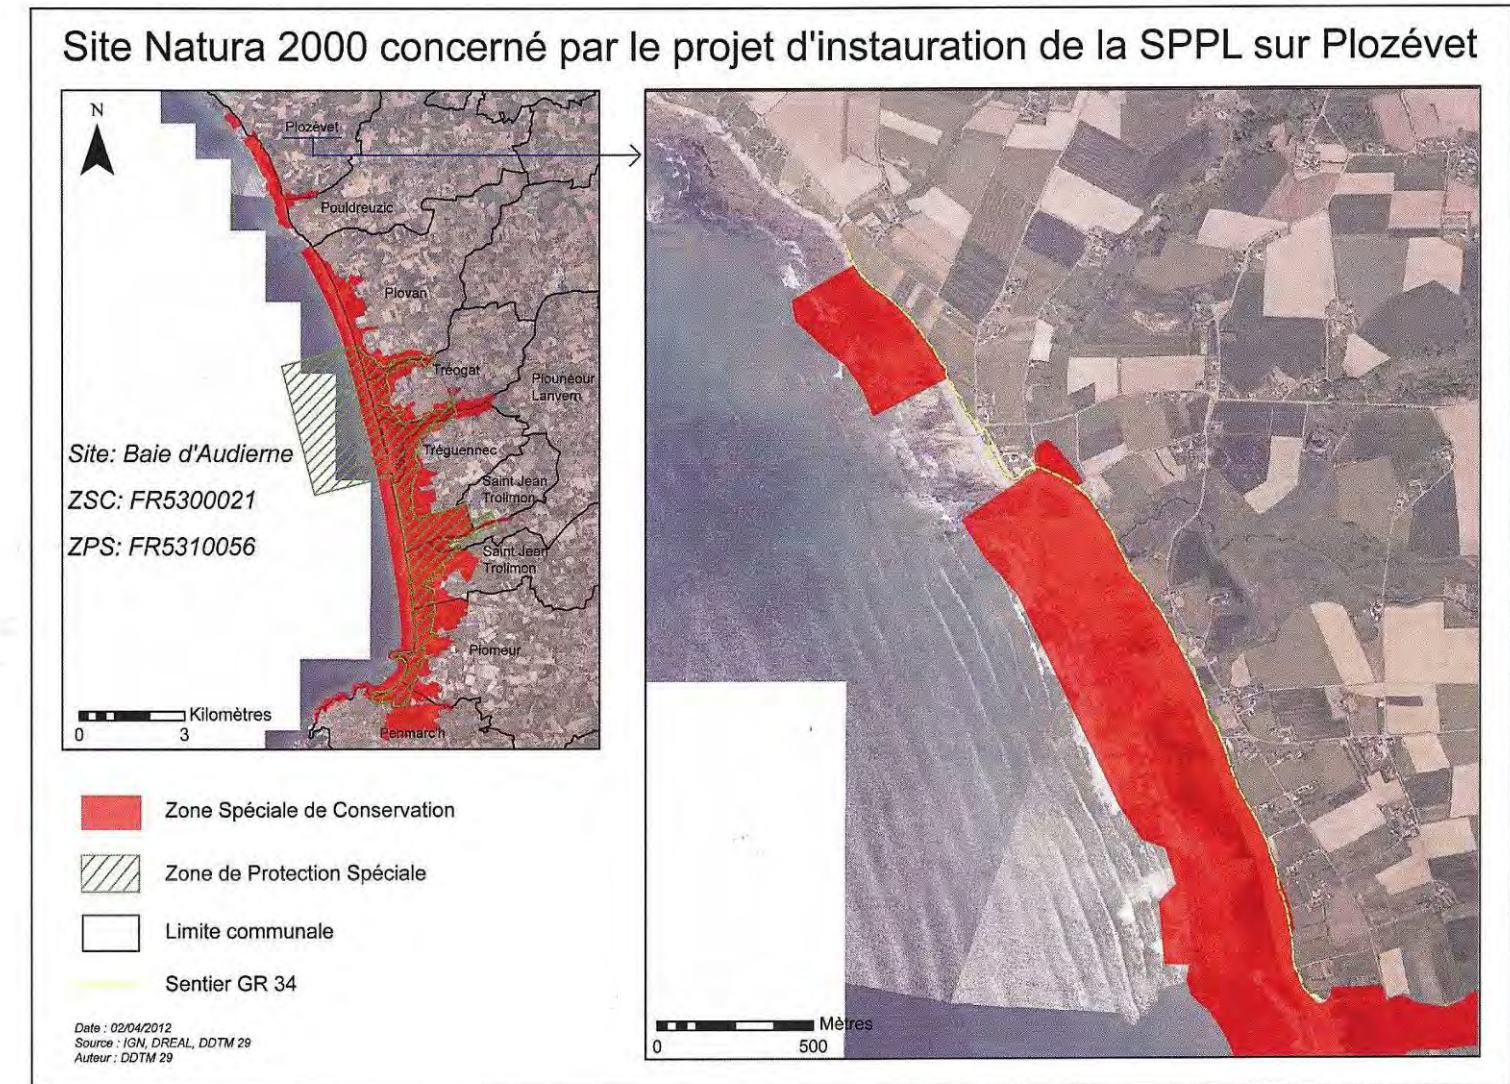 Site Natura 2000 concerné par le projet d'instauration de la SPPL sur Plozévet
N
Plozévet
Pouldreuzic
Plovan
Tréogat
Plounéour
Lanvern
Site: Baie d'Audierne
Tréguennec
ZSC: FR5300021
Saint Jean
Trolimon
ZPS: FR5310056
Saint Jean
Trolimon
Plomeur
Kilomètres
0 3
Penmarc'h
Zone Spéciale de Conservation
Zone de Protection Spéciale
Limite communale
Sentier GR 34
Date : 02/04/2012
Source : IGN, DREAL, DDTM 29
Auteur : DDTM 29
Mètres
0 500